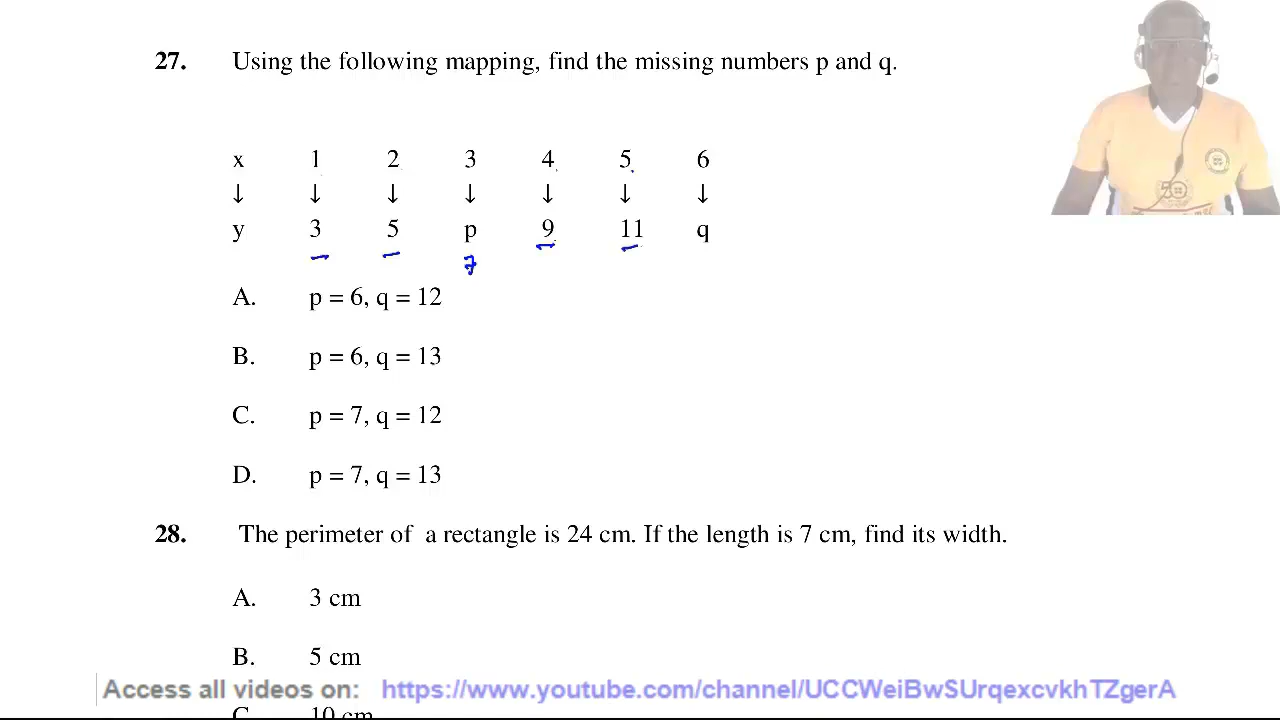 27. Using the following mapping, find the missing numbers p and q.
x 1 2 3 4 5 6
↓ ↓ ↓ ↓ ↓ ↓ ↓
y 3 5 p 9 11 q
7
A. p = 6, q = 12
B. p = 6, q = 13
C. p = 7, q = 12
D. p = 7, q = 13
28. The perimeter of a rectangle is 24 cm. If the length is 7 cm, find its width.
A. 3 cm
B. 5 cm
Access all videos on: https://www.youtube.com/channel/UCCWeiBwSUrqexcvkhTZgerA
C. 10 cm